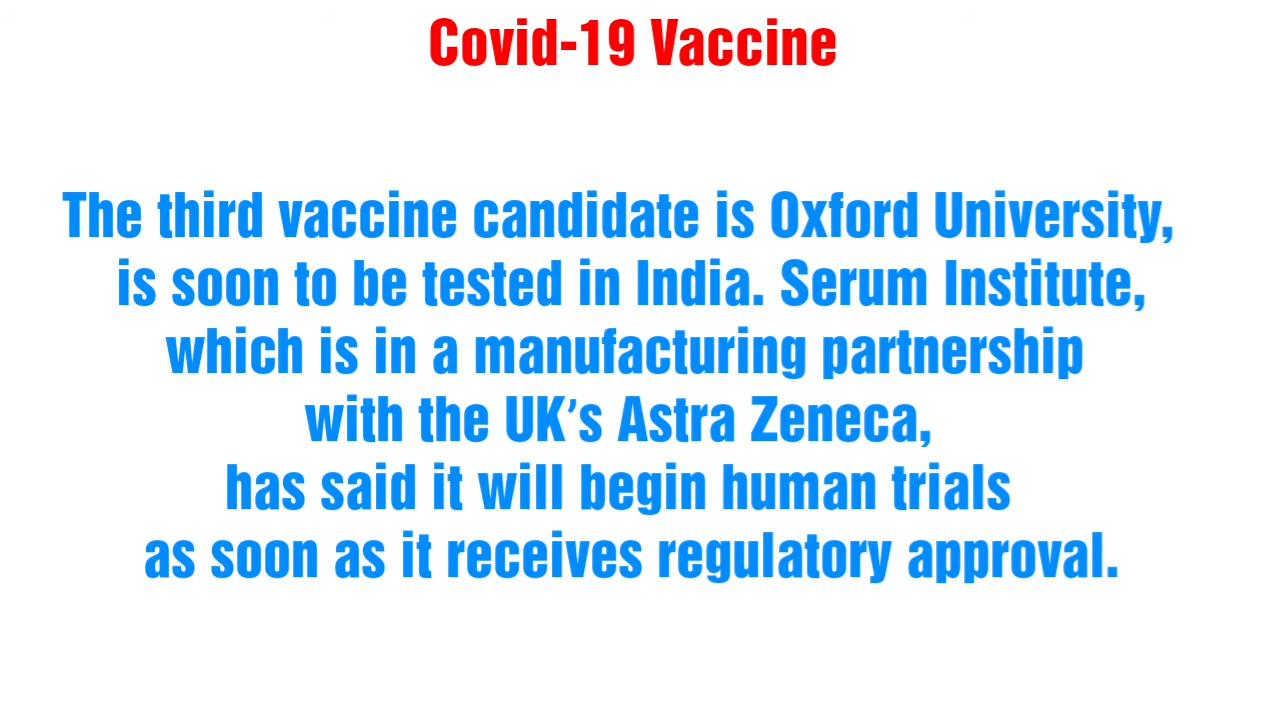 Covid-19 Vaccine
The third vaccine candidate is Oxford University,
is soon to be tested in India. Serum Institute,
which is in a manufacturing partnership
with the UK’s Astra Zeneca,
has said it will begin human trials
as soon as it receives regulatory approval.